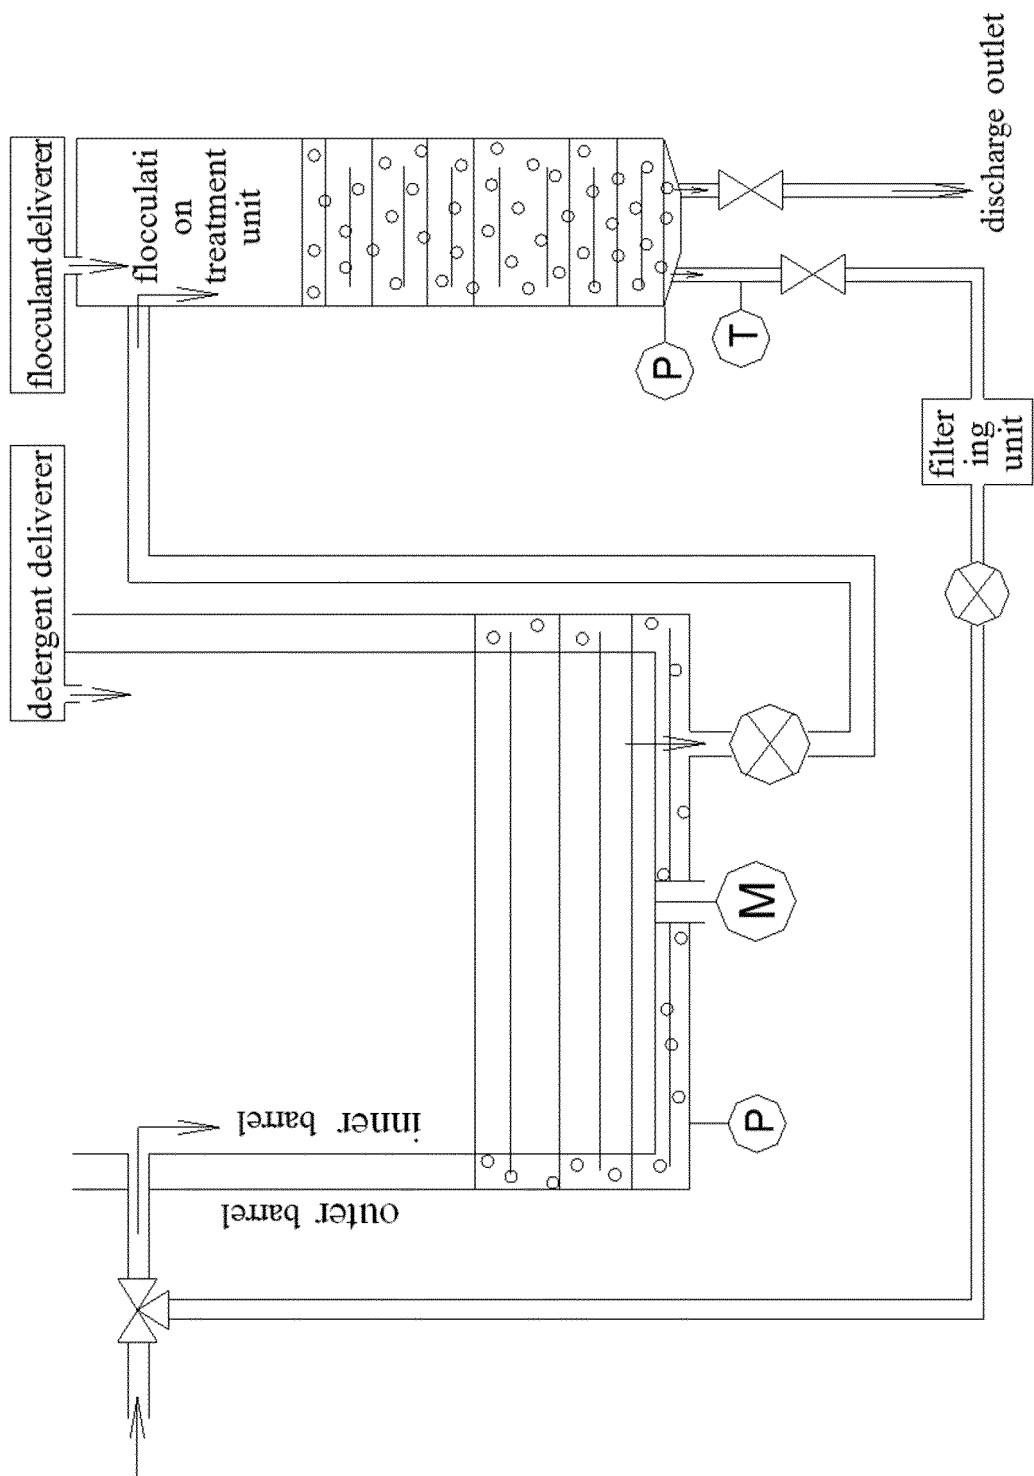 flocculant deliverer
flocculati
on
treatment
unit
discharge outlet
P
T
detergent deliverer
filter
ing
unit
M
P
inner barrel
outer barrel